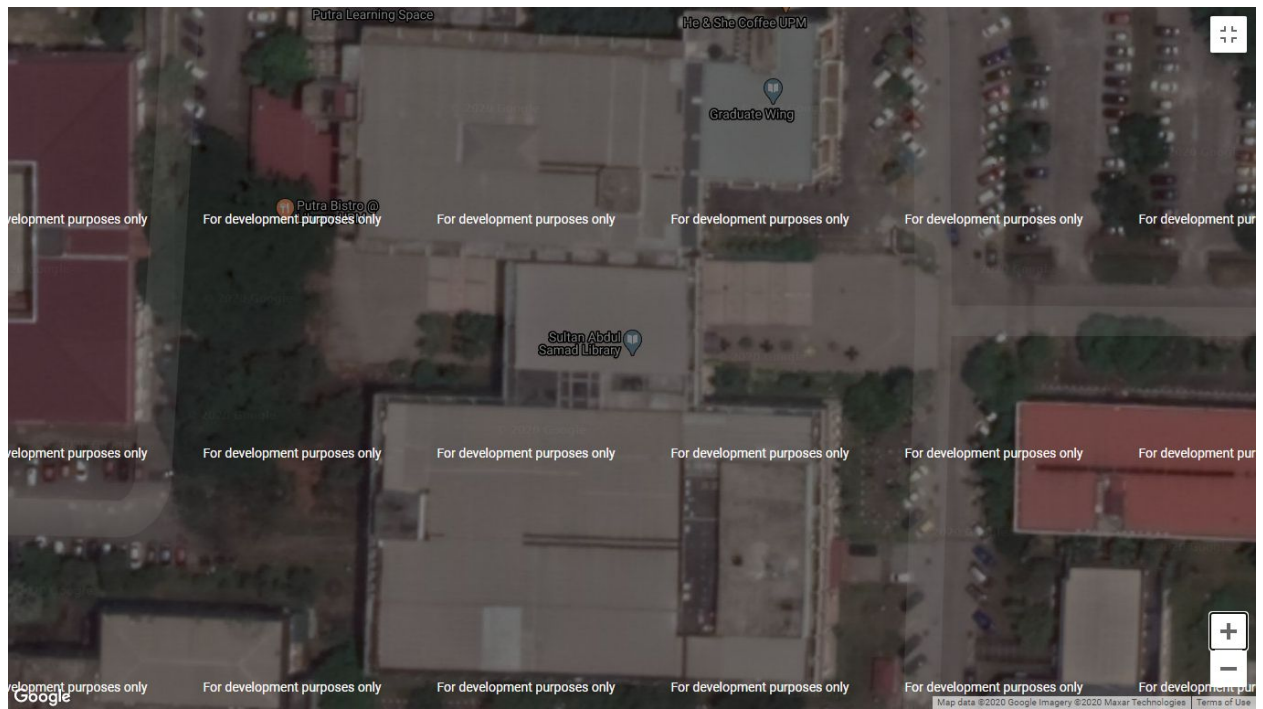 Putra Learning Space
He & She Coffee UPM
Graduate Wing
Putra Bistro @
velopment purposes only
For development purposes only
For development purposes only
For development purposes only
For development purposes only
For development pur
Sultan Abdul
Samad Library
velopment purposes only
For development purposes only
For development purposes only
For development purposes only
For development purposes only
For development pur
velopment purposes only
For development purposes only
For development purposes only
For development purposes only
For development purposes only
For development pur
Google
Map data ©2020 Google Imagery ©2020 Maxar Technologies
Terms of Use